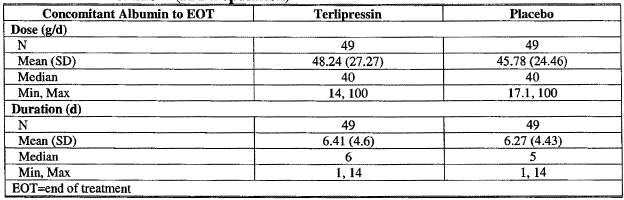 Concomitant Albumin to EOT Terlipressin Placebo
Dose (g/d)
N 49 49
Mean (SD) 48.24 (27.27) 45.78 (24.46)
Median 40 40
Min, Max 14, 100 17.1, 100
Duration (d)
N 49 49
Mean (SD) 6.41 (4.6) 6.27 (4.43)
Median 6 5
Min, Max 1, 14 1, 14
EOT=end of treatment